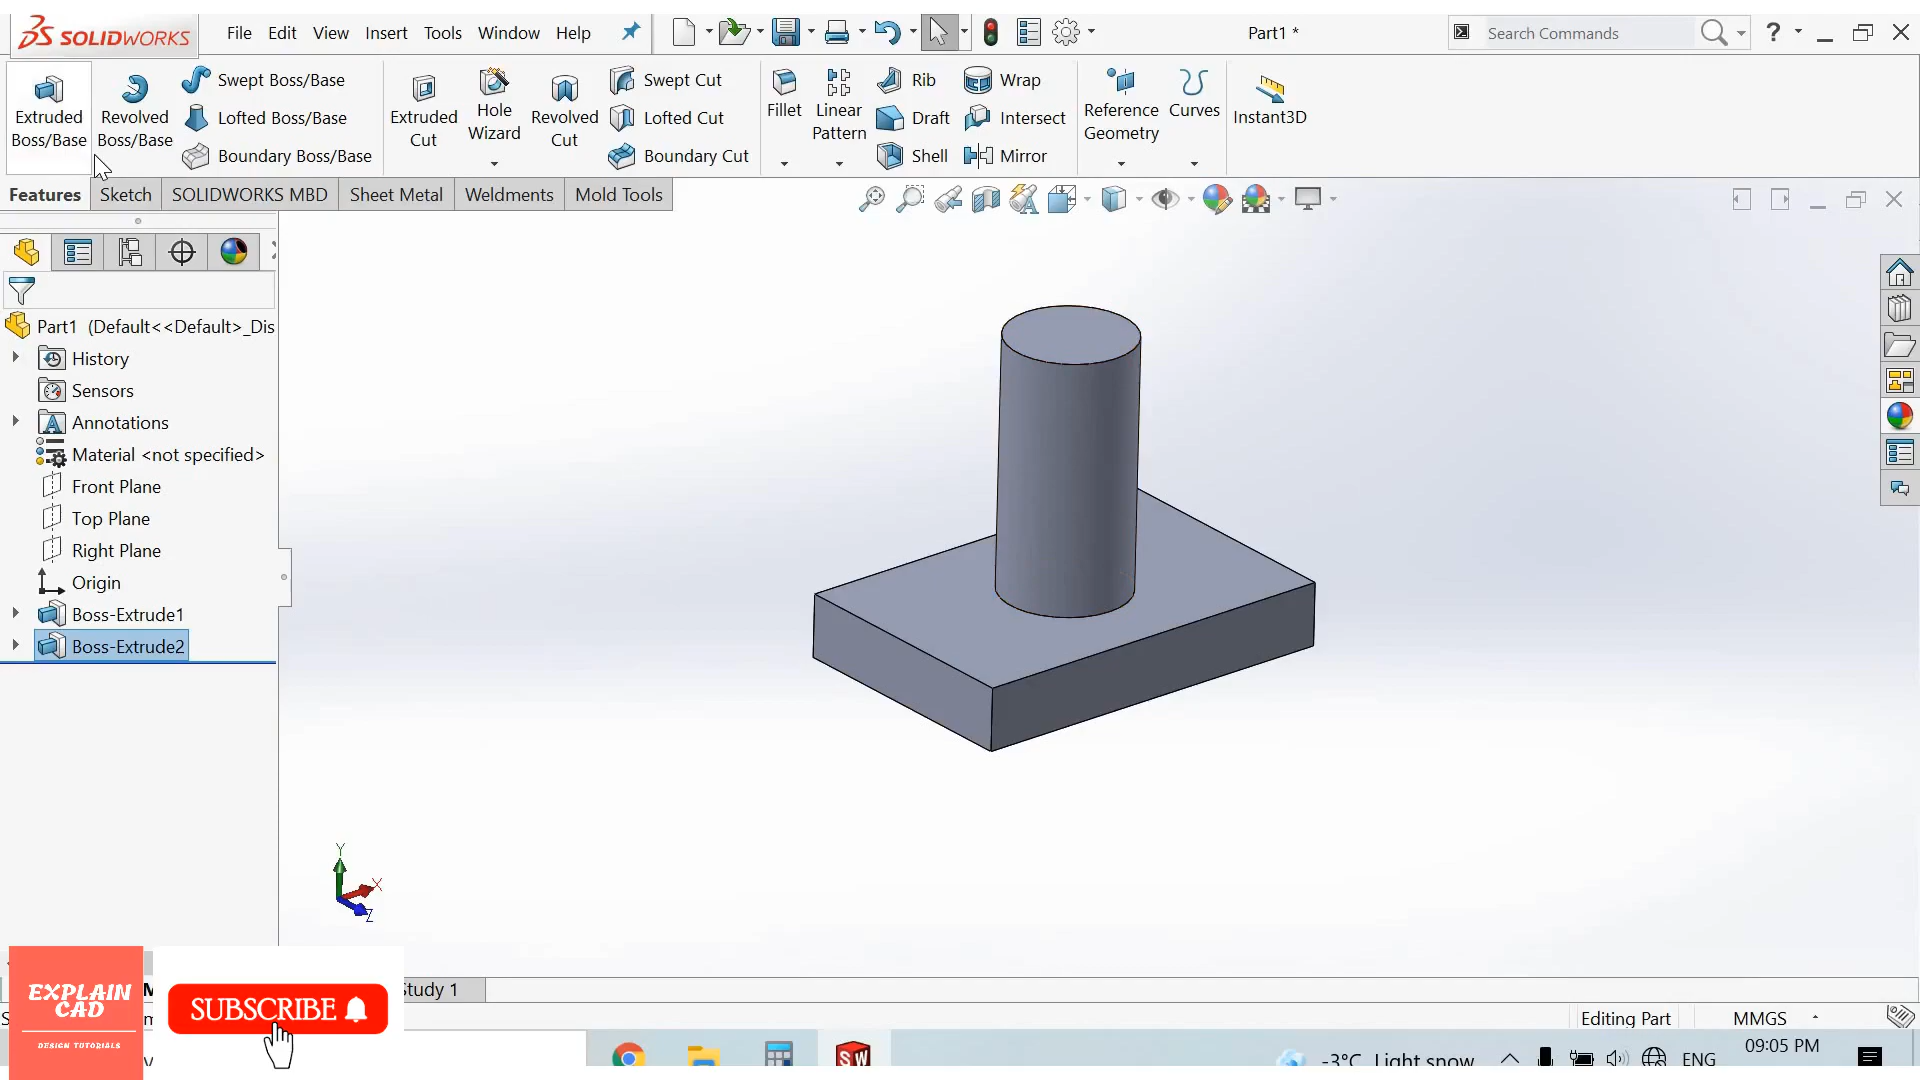 SOLIDWORKS
File Edit View Insert Tools Window Help
Part1 *
Search Commands
?
Extruded Boss/Base
Revolved Boss/Base
Swept Boss/Base
Lofted Boss/Base
Boundary Boss/Base
Extruded Cut
Hole Wizard
Revolved Cut
Swept Cut
Lofted Cut
Boundary Cut
Fillet
Linear Pattern
Rib
Draft
Shell
Wrap
Intersect
Mirror
Reference Geometry
Curves
Instant3D
Features Sketch SOLIDWORKS MBD Sheet Metal Weldments Mold Tools
Part1 (Default<<Default>_Dis
History
Sensors
Annotations
Material <not specified>
Front Plane
Top Plane
Right Plane
Origin
Boss-Extrude1
Boss-Extrude2
Y
X
Z
EXPLAIN
CAD
DESIGN TUTORIALS
SUBSCRIBE
Study 1
Editing Part
MMGS
SW
-3°C Light snow
ENG
09:05 PM